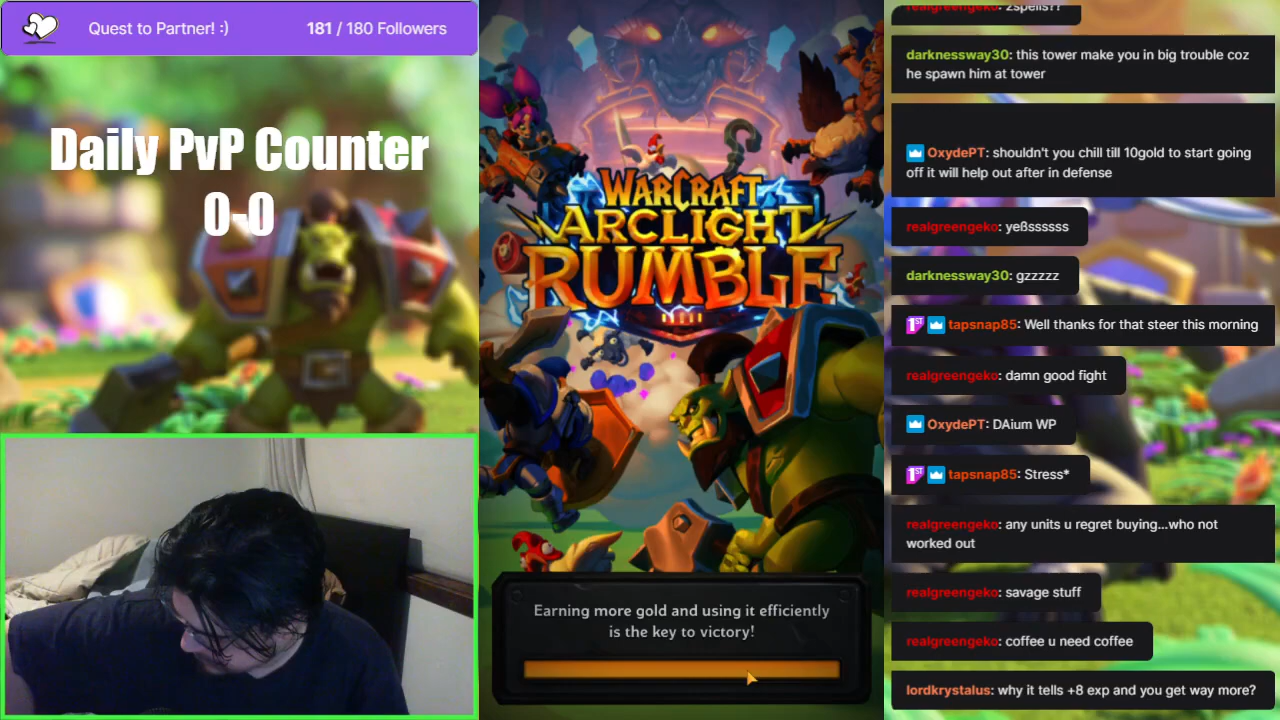 Quest to Partner! :)
181 / 180 Followers
Daily PvP Counter
0-0
WARCRAFT
ARCLIGHT
RUMBLE
Earning more gold and using it efficiently
is the key to victory!
realgreengeko: 2spells??
darknessway30: this tower make you in big trouble coz
he spawn him at tower
OxydePT: shouldn't you chill till 10gold to start going
off it will help out after in defense
realgreengeko: yeßssssss
darknessway30: gzzzzz
1ST tapsnap85: Well thanks for that steer this morning
realgreengeko: damn good fight
OxydePT: DAium WP
1ST tapsnap85: Stress*
realgreengeko: any units u regret buying...who not
worked out
realgreengeko: savage stuff
realgreengeko: coffee u need coffee
lordkrystalus: why it tells +8 exp and you get way more?